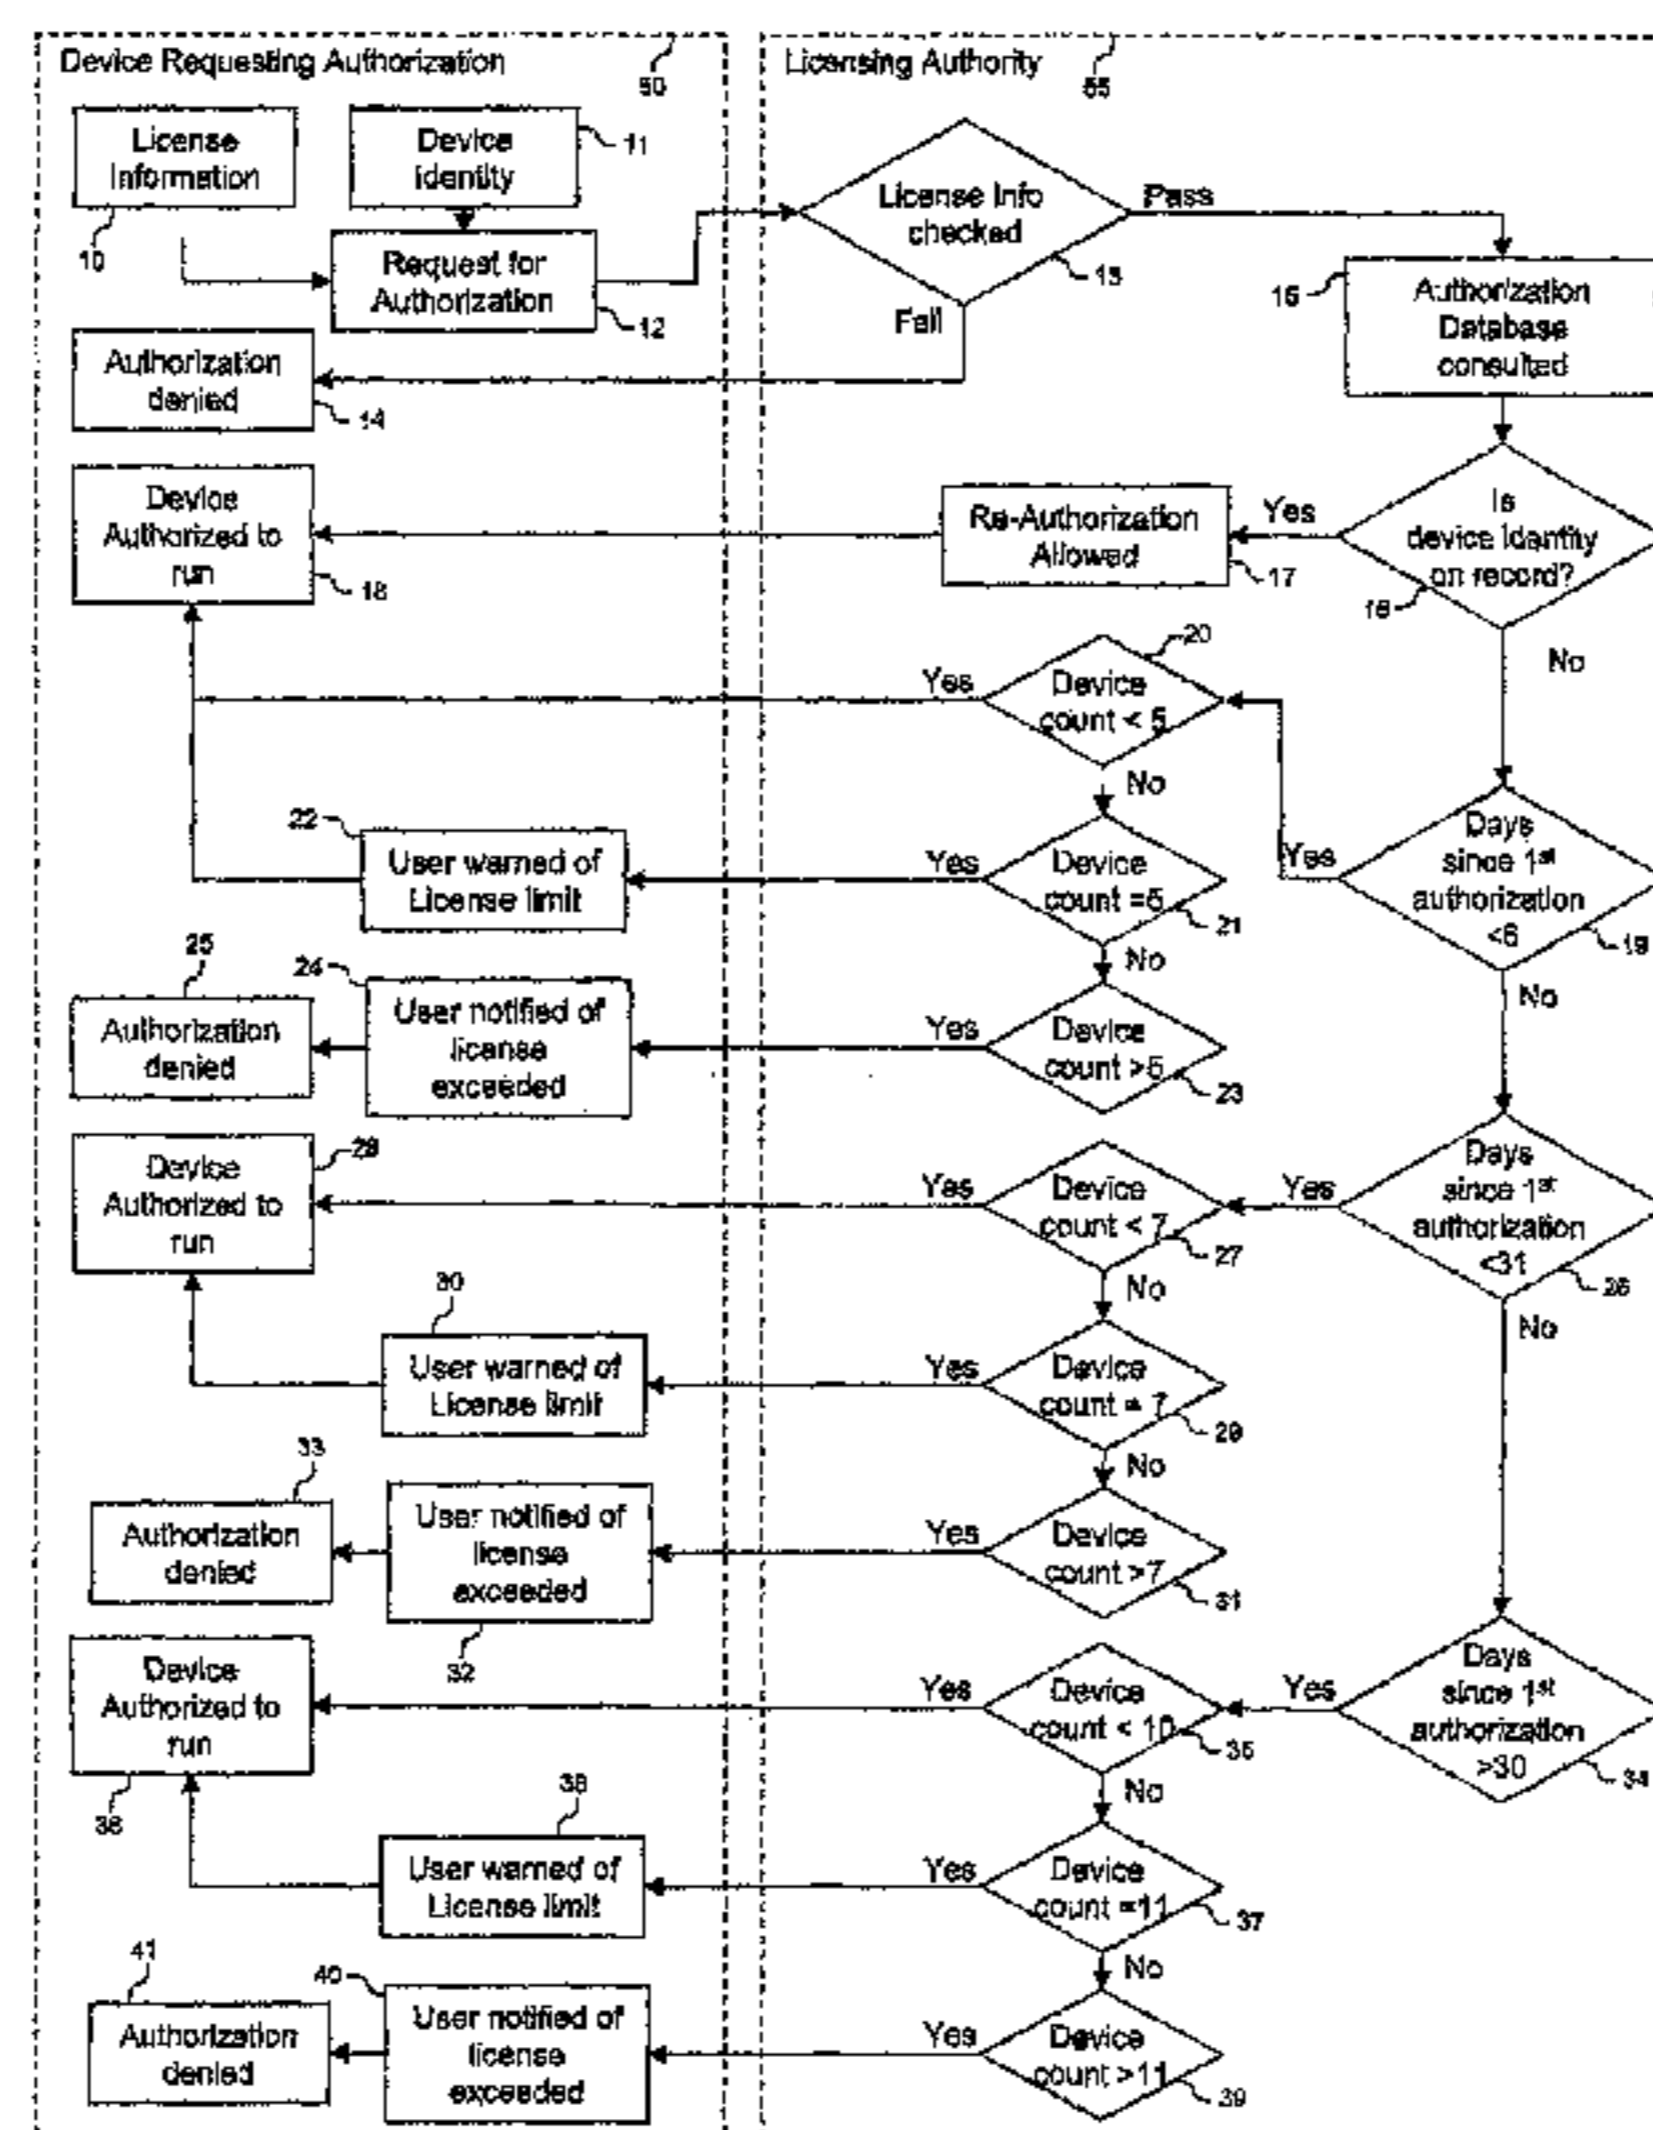 Device Requesting Authorization
50
Licensing Authority
55
License
Information
10
Device
Identity
11
Request for
Authorization
12
License Info
checked
13
Pass
Fail
Authorization
denied
14
15
Authorization
Database
consulted
Device
Authorized to
run
18
Re-Authorization
Allowed
17
Yes
Is
device identity
on record?
16
No
20
Yes
Device
count < 5
No
22
User warned of
License limit
Yes
Device
count =5
21
Yes
Days
since 1st
authorization
<6
19
No
No
25
24
Authorization
denied
User notified of
license
exceeded
Yes
Device
count >5
23
Device
Authorized to
run
28
Yes
Device
count < 7
27
Yes
Days
since 1st
authorization
<31
26
No
No
30
User warned of
License limit
Yes
Device
count = 7
29
No
33
Authorization
denied
User notified of
license
exceeded
32
Yes
Device
count >7
31
Device
Authorized to
run
36
Yes
Device
count < 10
35
Yes
Days
since 1st
authorization
>30
34
No
38
User warned of
License limit
Yes
Device
count =11
37
No
41
40
Authorization
denied
User notified of
license
exceeded
Yes
Device
count >11
39